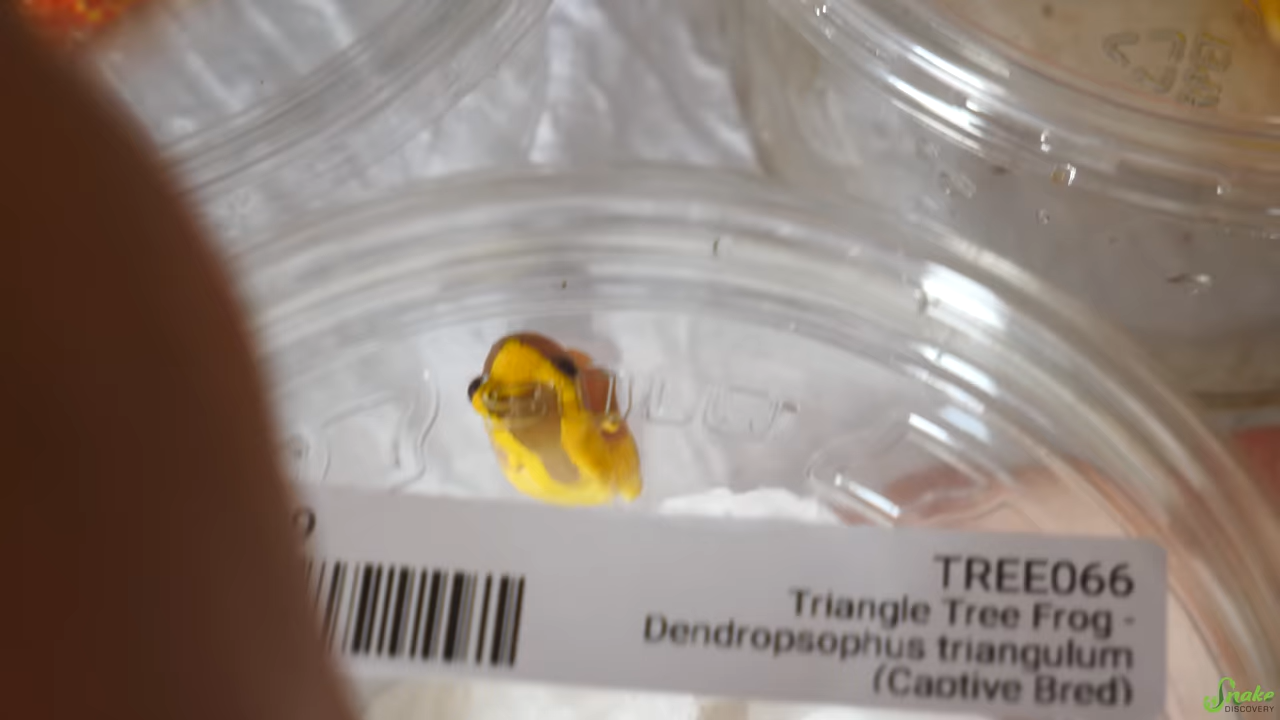 TREE066
Triangle Tree Frog -
Dendropsophus triangulum
(Captive Bred)
Snake
DISCOVERY